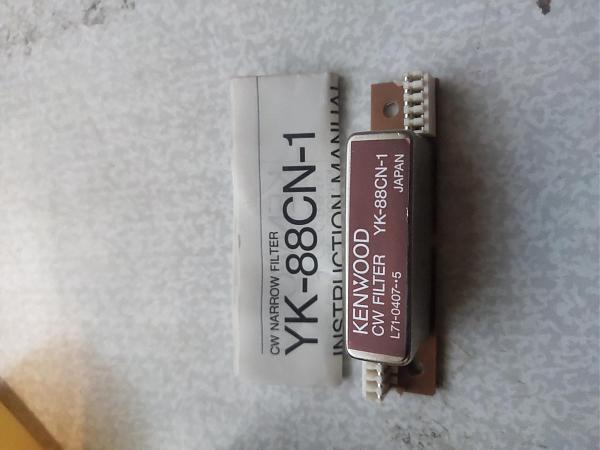 CW NARROW FILTER
YK-88CN-1
INSTRUCTION MANUAL
KENWOOD
CW FILTER YK-88CN-1
L71-0407-•5 JAPAN